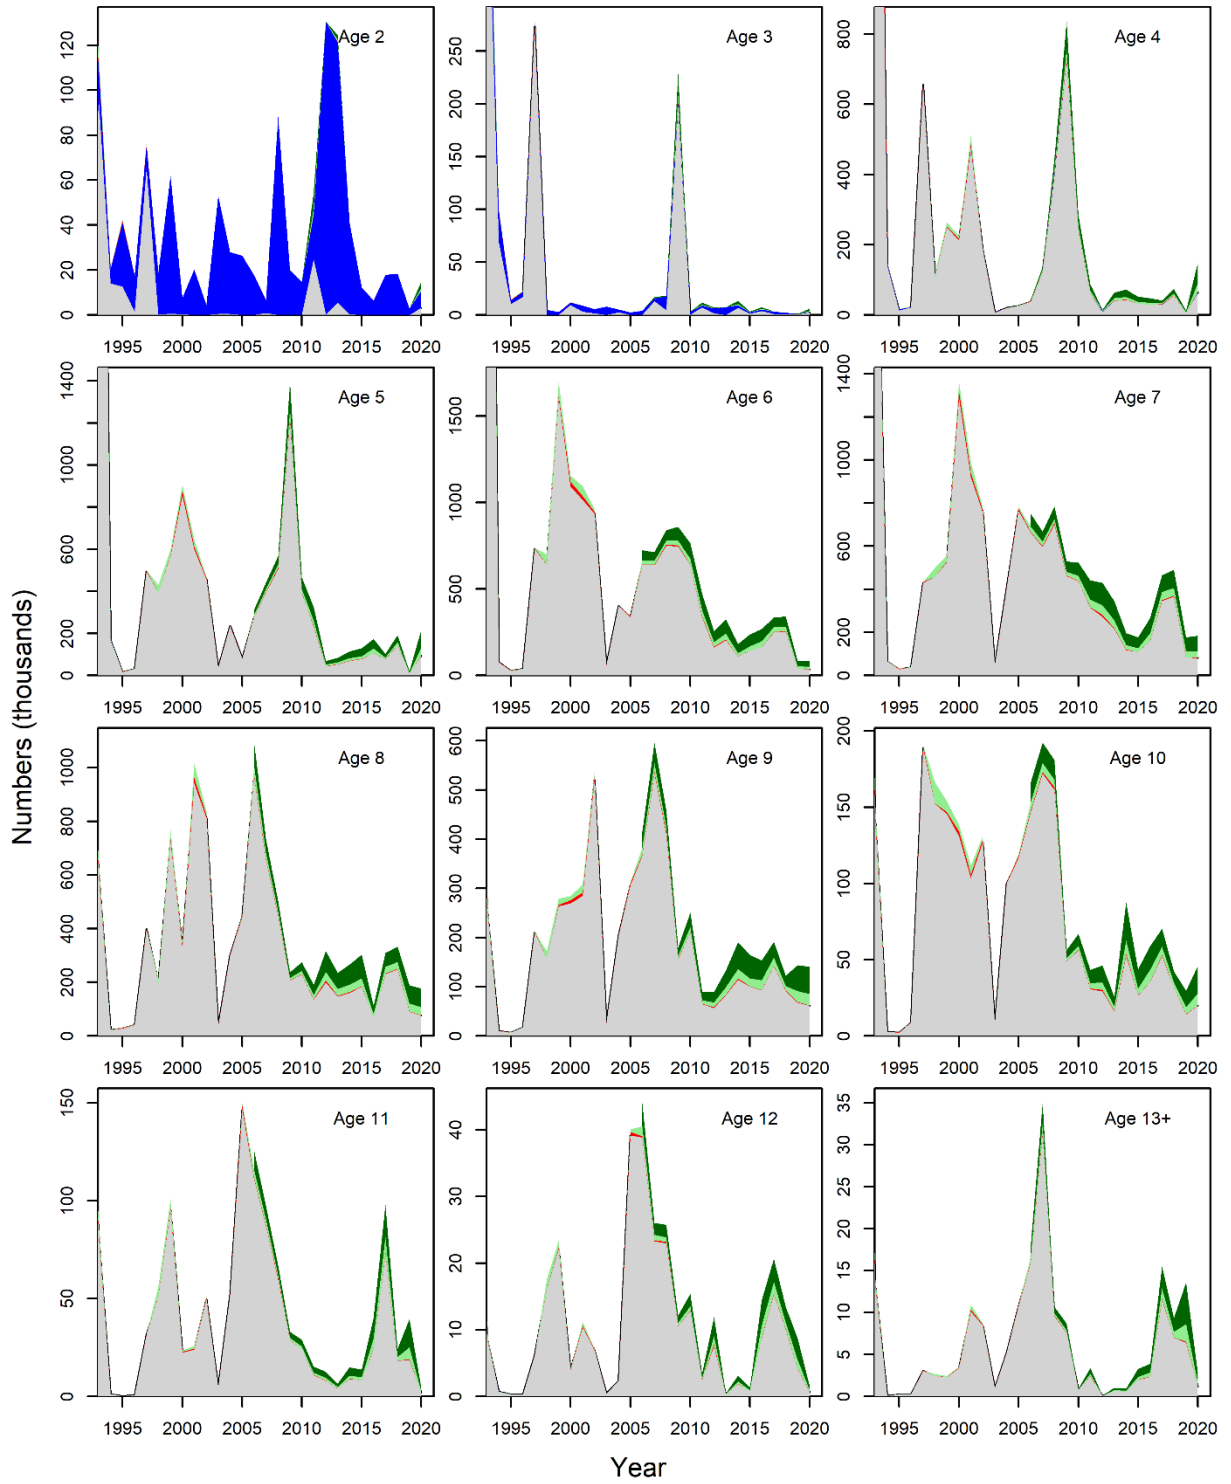 Age 2
Age 3
Age 4
0 20 40 60 80 100 120
0 50 100 150 200 250
0 200 400 600 800
1995 2000 2005 2010 2015 2020
1995 2000 2005 2010 2015 2020
1995 2000 2005 2010 2015 2020
Age 5
Age 6
Age 7
0 200 600 1000 1400
0 500 1000 1500
0 200 600 1000 1400
1995 2000 2005 2010 2015 2020
1995 2000 2005 2010 2015 2020
1995 2000 2005 2010 2015 2020
Numbers (thousands)
Age 8
Age 9
Age 10
0 200 400 600 800 1000
0 100 200 300 400 500 600
0 50 100 150 200
1995 2000 2005 2010 2015 2020
1995 2000 2005 2010 2015 2020
1995 2000 2005 2010 2015 2020
Age 11
Age 12
Age 13+
0 50 100 150
0 10 20 30 40
0 5 10 15 20 25 30 35
1995 2000 2005 2010 2015 2020
1995 2000 2005 2010 2015 2020
1995 2000 2005 2010 2015 2020
Year